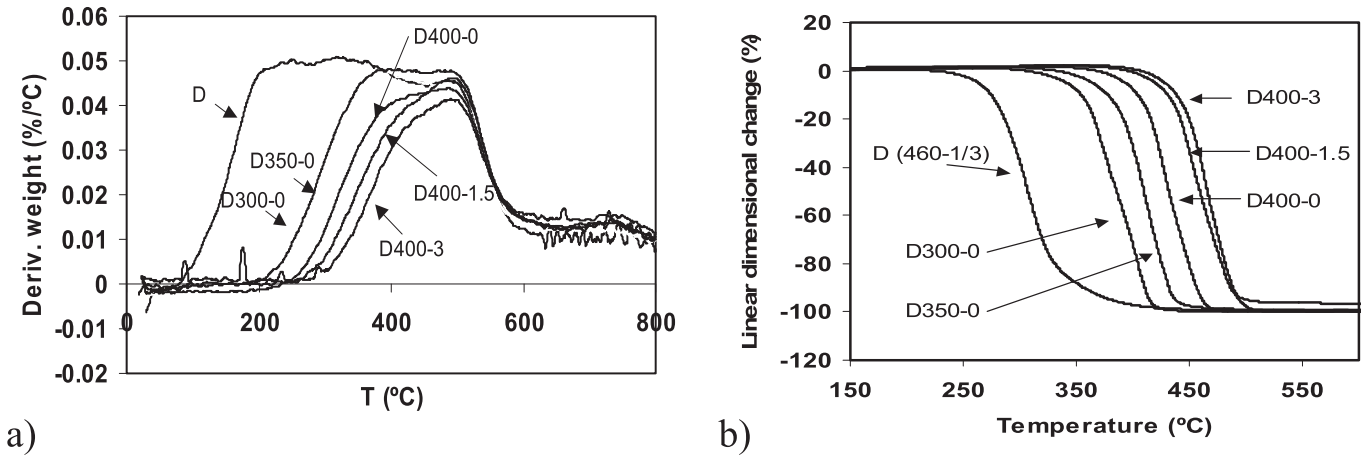 0.06
0.05
0.04
0.03
0.02
0.01
0
-0.01
-0.02
Deriv. weight (%/ºC)
D
D400-0
D350-0
D300-0
D400-1.5
D400-3
0 200 400 600 800
T (ºC)
a)
20
0
-20
-40
-60
-80
-100
-120
Linear dimensional change (%)
D400-3
D (460-1/3)
D400-1.5
D400-0
D300-0
D350-0
150 250 350 450 550
Temperature (ºC)
b)